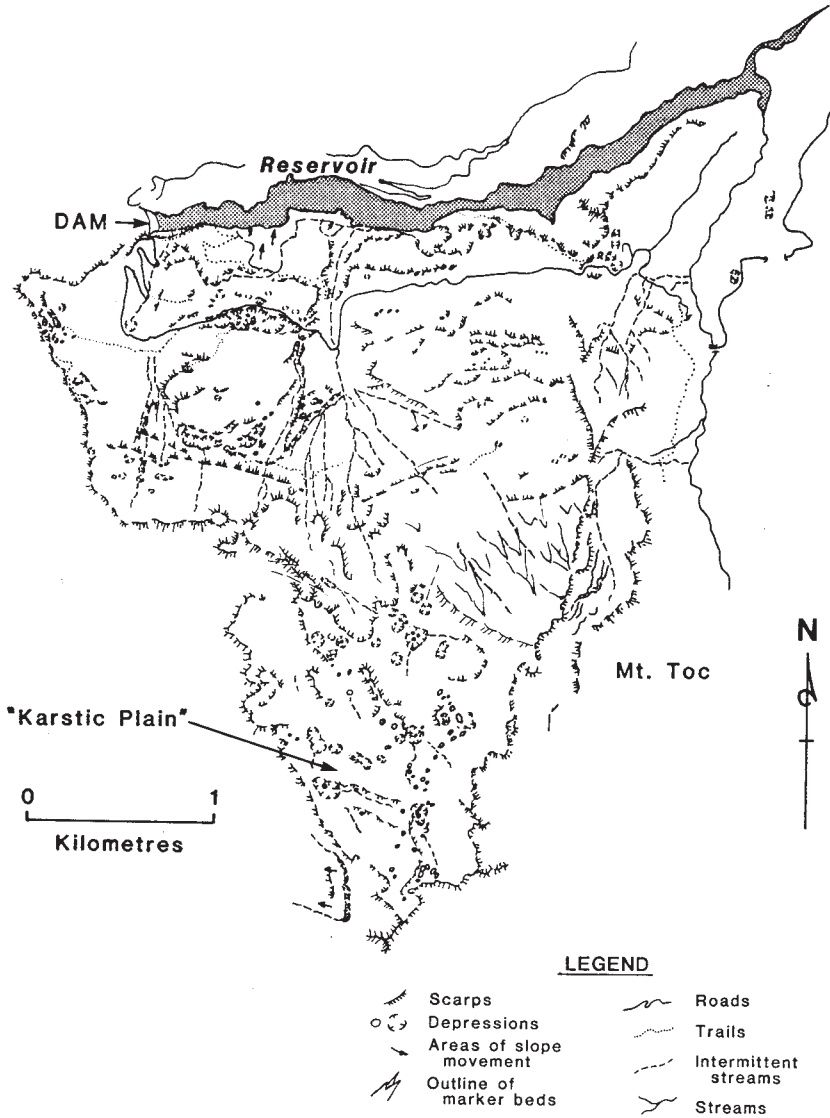 Reservoir
DAM
N
Mt. Toc
"Karstic Plain"
0 1
Kilometres
LEGEND
Scarps
Depressions
Areas of slope
movement
Outline of
marker beds
Roads
Trails
Intermittent
streams
Streams